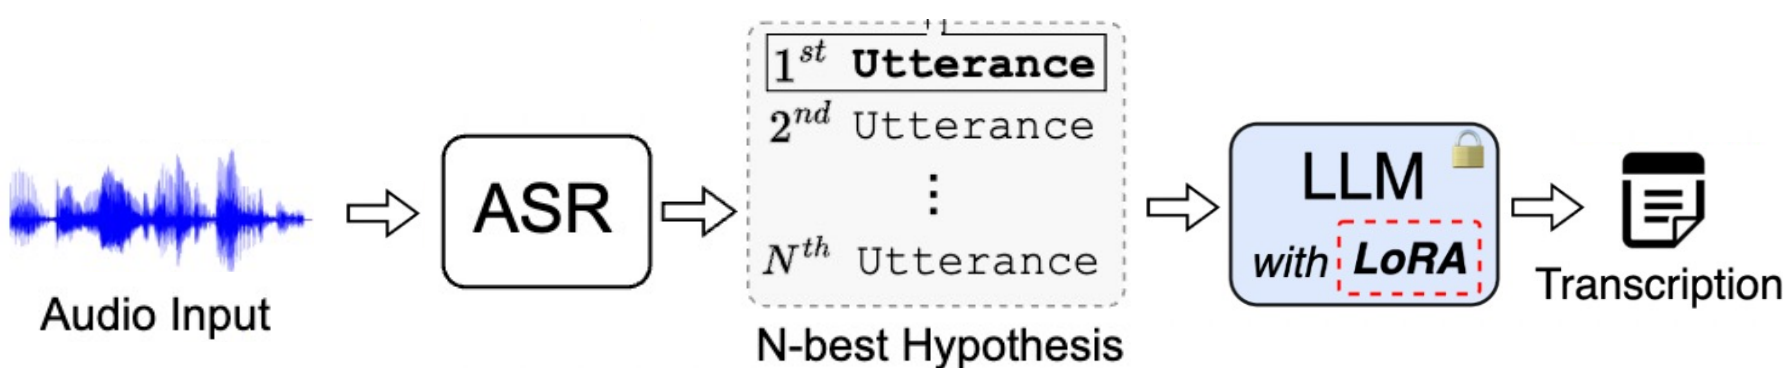 Audio Input
ASR
1st Utterance
2nd Utterance
⋮
Nth Utterance
N-best Hypothesis
LLM
with LoRA
Transcription